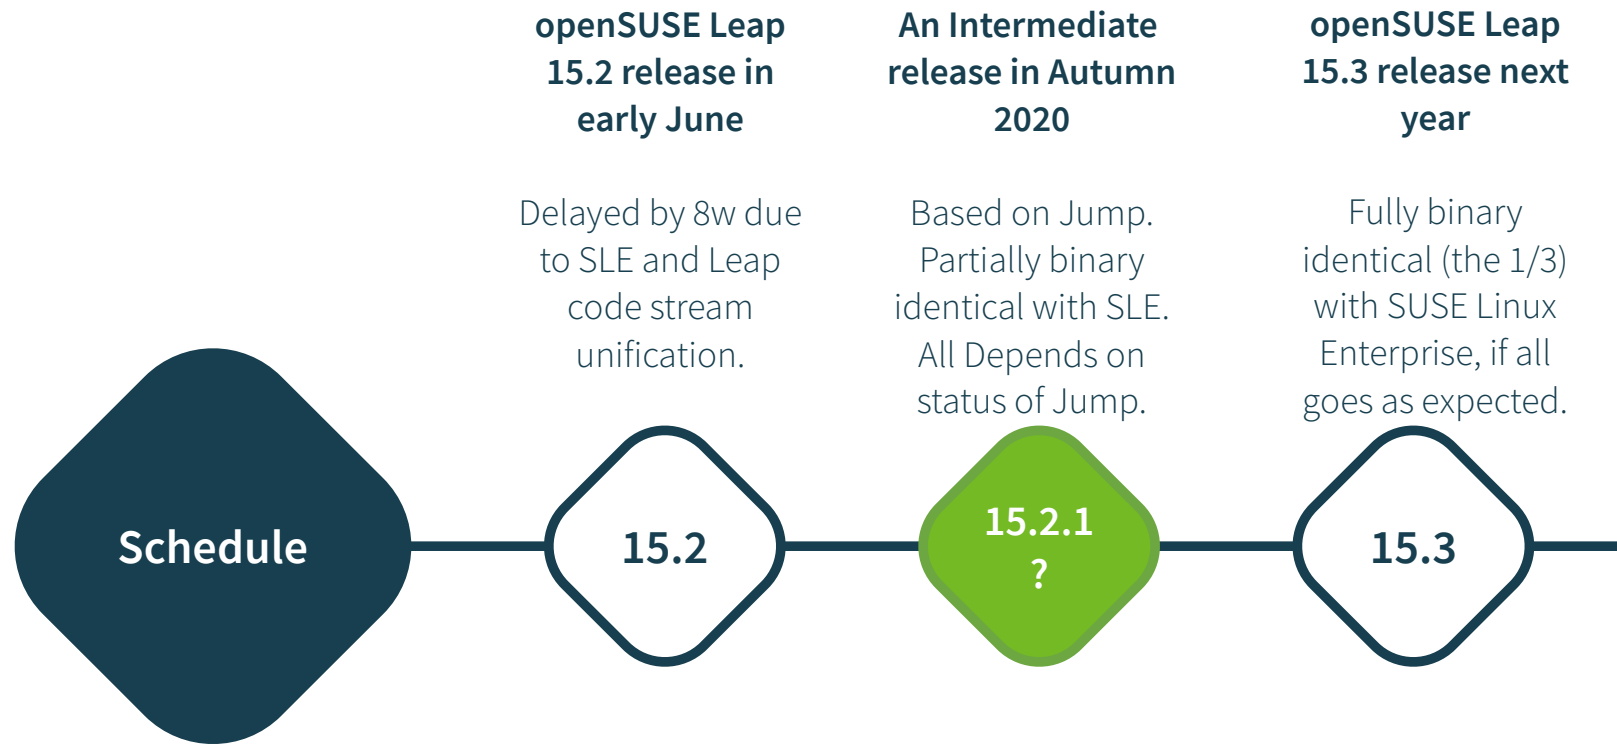 openSUSE Leap
15.2 release in
early June
Delayed by 8w due
to SLE and Leap
code stream
unification.
An Intermediate
release in Autumn
2020
Based on Jump.
Partially binary
identical with SLE.
All Depends on
status of Jump.
openSUSE Leap
15.3 release next
year
Fully binary
identical (the 1/3)
with SUSE Linux
Enterprise, if all
goes as expected.
Schedule
15.2
15.2.1
?
15.3